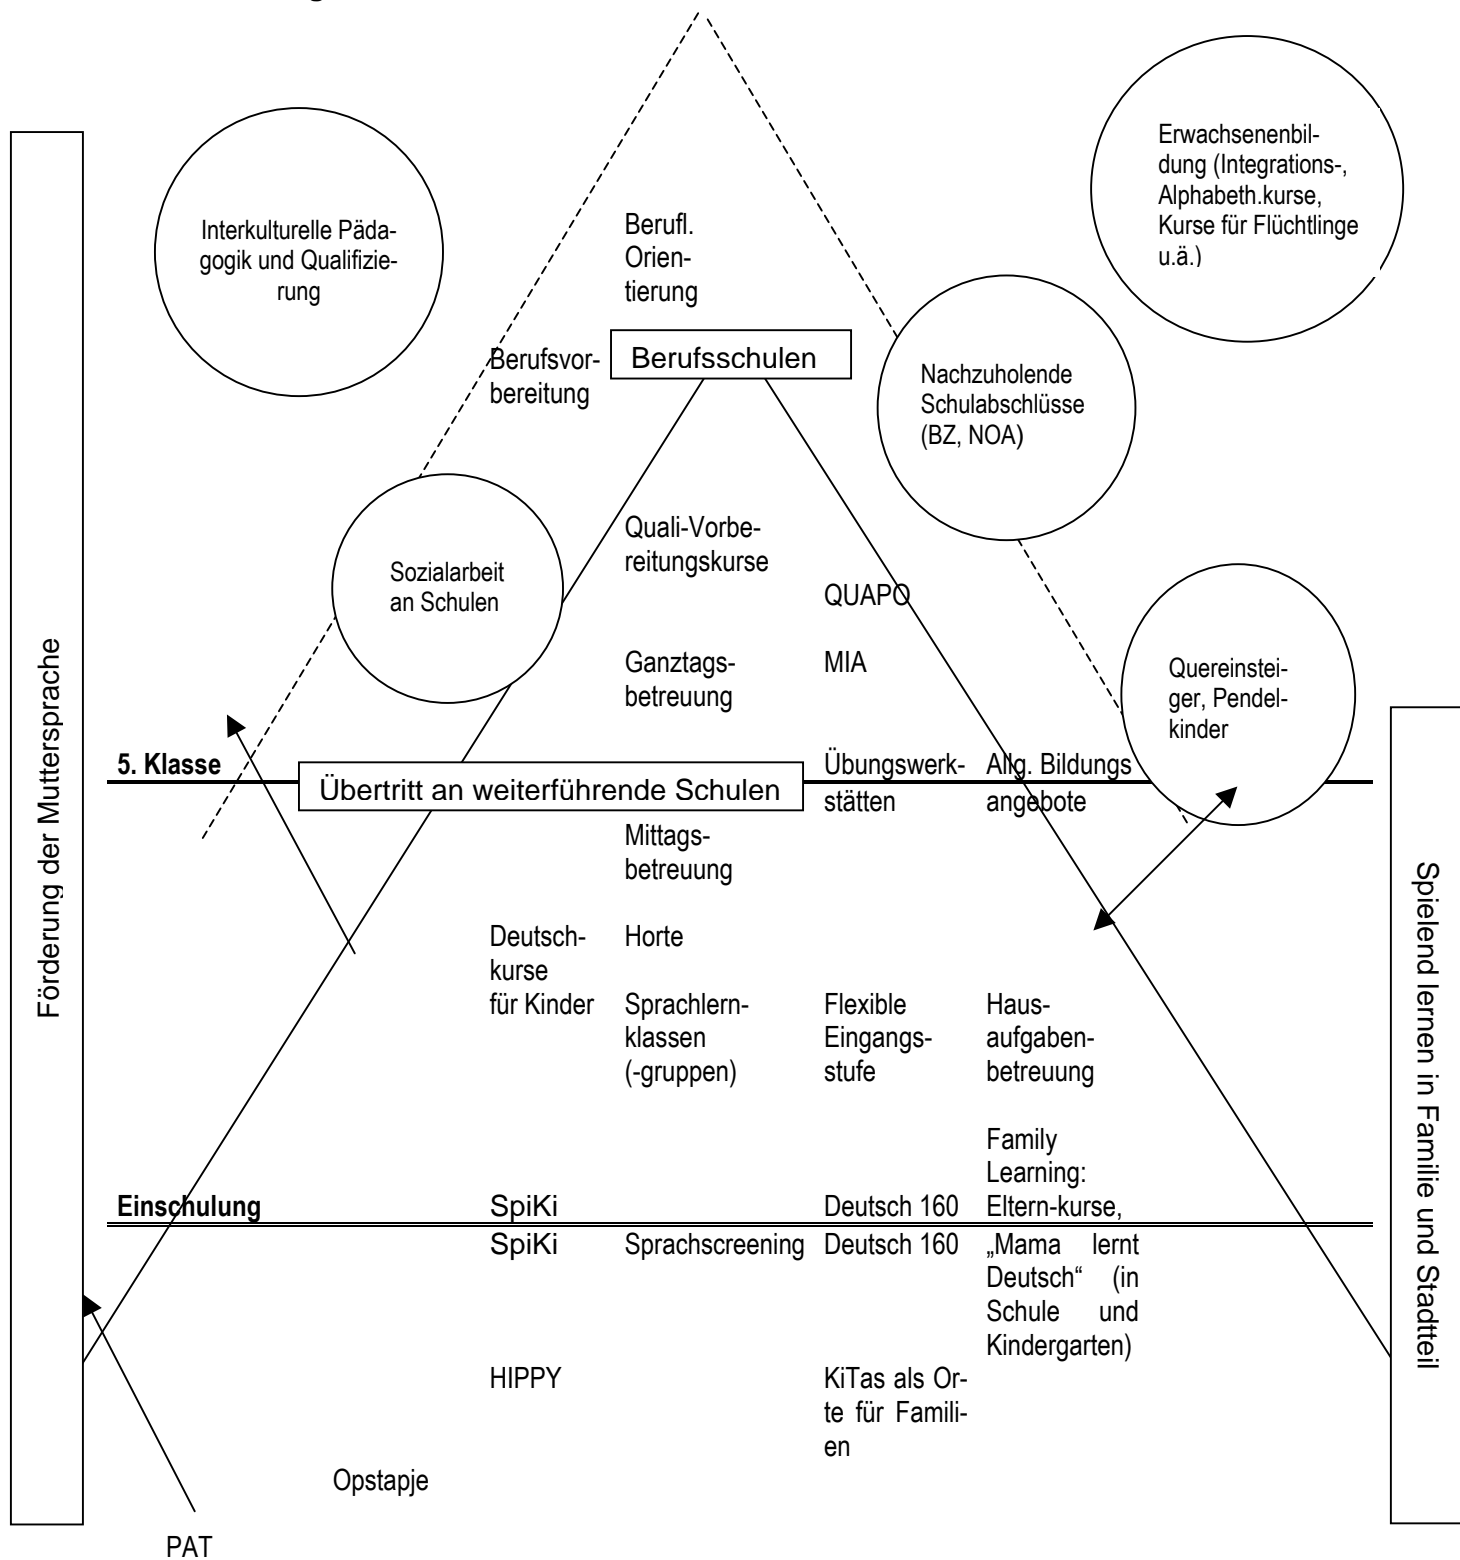 Erwachsenenbil-
dung (Integrations-,
Alphabeth.kurse,
Kurse für Flüchtlinge
u.ä.)
Interkulturelle Päda-
gogik und Qualifizie-
rung
Berufl.
Orien-
tierung
Berufsvor-
bereitung
Berufsschulen
Nachzuholende
Schulabschlüsse
(BZ, NOA)
Sozialarbeit
an Schulen
Quali-Vorbe-
reitungskurse
QUAPO
Ganztags-
betreuung
MIA
Quereinstei-
ger, Pendel-
kinder
Förderung der Muttersprache
Spielend lernen in Familie und Stadtteil
5. Klasse
Übertritt an weiterführende Schulen
Übungswerk-
stätten
Allg. Bildungs
angebote
Mittags-
betreuung
Deutsch-
kurse
für Kinder
Horte
Sprachlern-
klassen
(-gruppen)
Flexible
Eingangs-
stufe
Haus-
aufgaben-
betreuung
Family
Learning:
Eltern-kurse,
Einschulung
SpiKi
Deutsch 160
SpiKi
Sprachscreening
Deutsch 160
„Mama lernt
Deutsch“ (in
Schule und
Kindergarten)
HIPPY
KiTas als Or-
te für Famili-
en
Opstapje
PAT